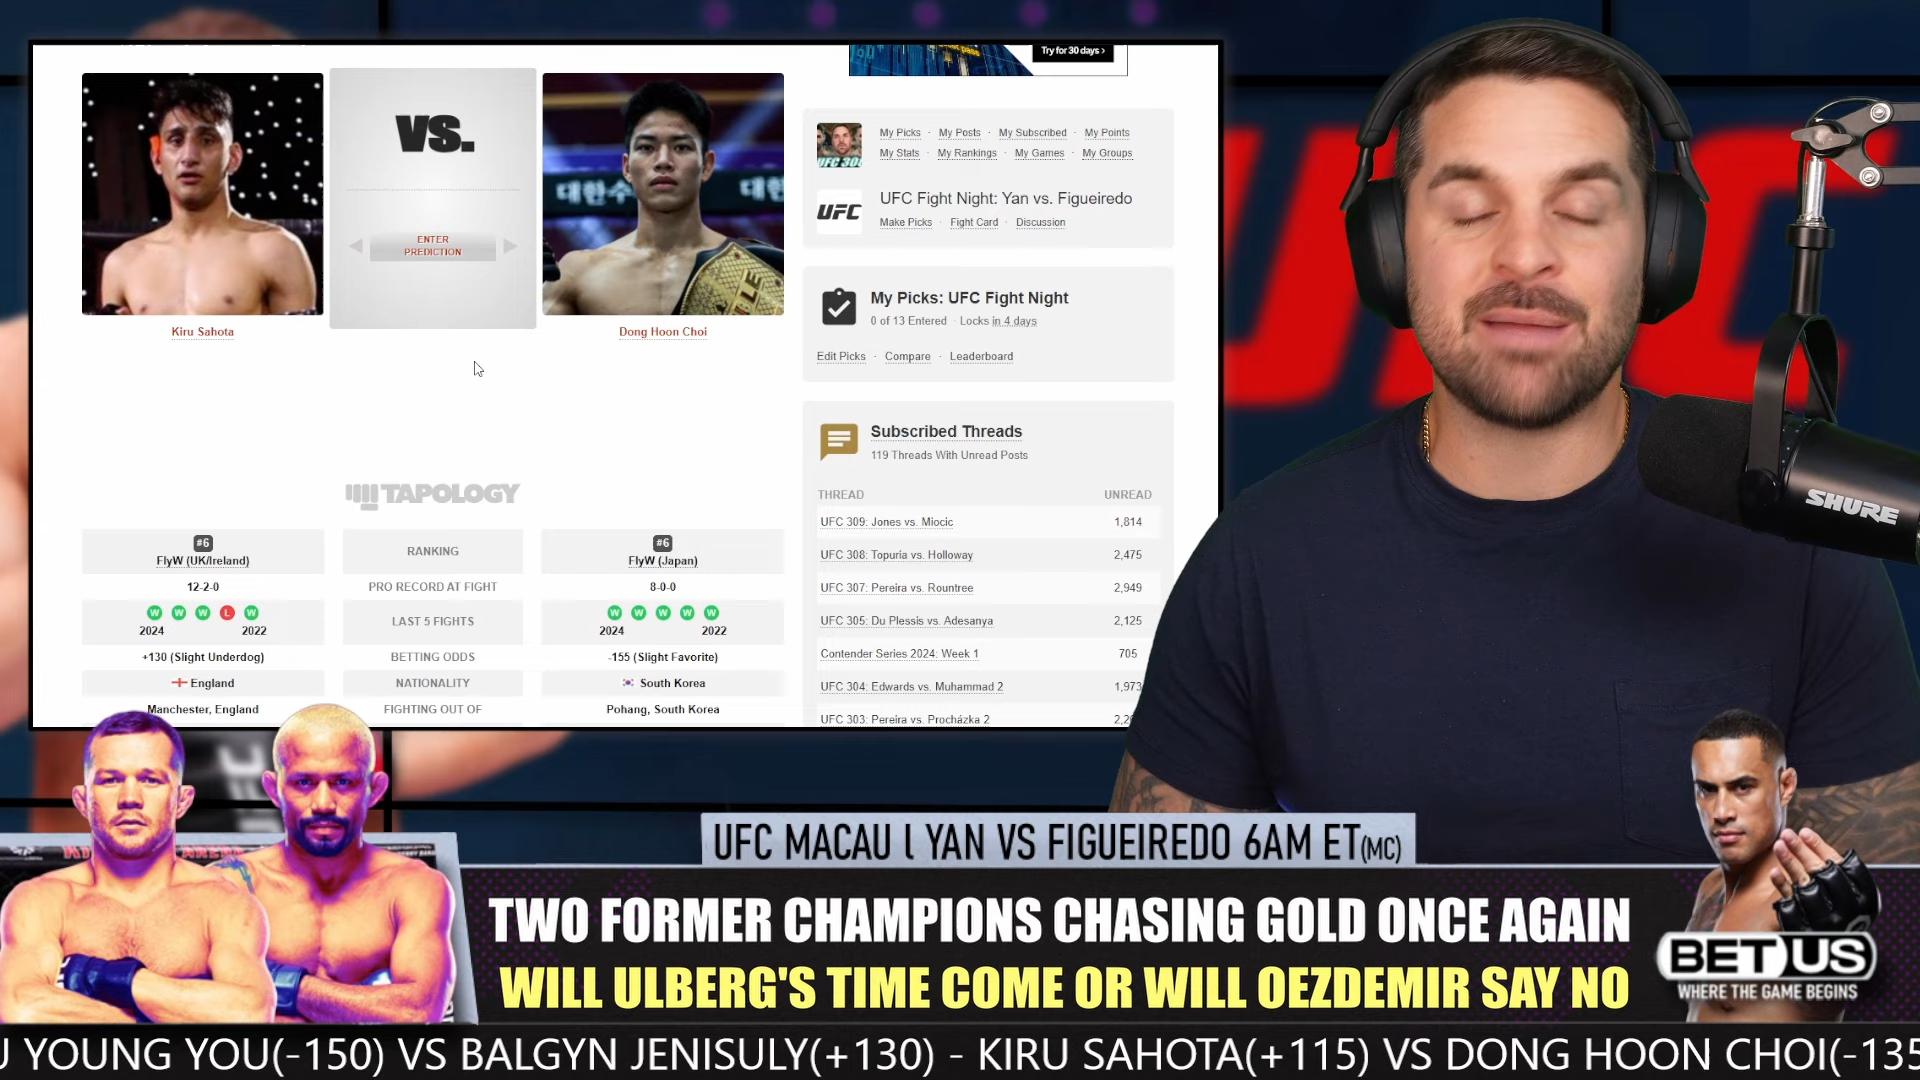 Try for 30 days ›
VS.
ENTER
PREDICTION
Kiru Sahota
Dong Hoon Choi
UFC 30
My Picks · My Posts · My Subscribed · My Points
My Stats · My Rankings · My Games · My Groups
UFC
UFC Fight Night: Yan vs. Figueiredo
Make Picks · Fight Card · Discussion
My Picks: UFC Fight Night
0 of 13 Entered · Locks in 4 days
Edit Picks · Compare · Leaderboard
Subscribed Threads
119 Threads With Unread Posts
THREAD UNREAD
UFC 309: Jones vs. Miocic 1,814
UFC 308: Topuria vs. Holloway 2,475
UFC 307: Pereira vs. Rountree 2,949
UFC 305: Du Plessis vs. Adesanya 2,125
Contender Series 2024: Week 1 705
UFC 304: Edwards vs. Muhammad 2 1,973
UFC 303: Pereira vs. Procházka 2
TAPOLOGY
#6 RANKING #6
FlyW (UK/Ireland) FlyW (Japan)
12-2-0 PRO RECORD AT FIGHT 8-0-0
W W W L W LAST 5 FIGHTS W W W W W
2024 2022 2024 2022
+130 (Slight Underdog) BETTING ODDS -155 (Slight Favorite)
England NATIONALITY South Korea
Manchester, England FIGHTING OUT OF Pohang, South Korea
대한수
대한
UFC
SHURE
UFC MACAU l YAN VS FIGUEIREDO 6AM ET(MC)
TWO FORMER CHAMPIONS CHASING GOLD ONCE AGAIN
WILL ULBERG'S TIME COME OR WILL OEZDEMIR SAY NO
BET US
WHERE THE GAME BEGINS
U YOUNG YOU(-150) VS BALGYN JENISULY(+130) - KIRU SAHOTA(+115) VS DONG HOON CHOI(-135